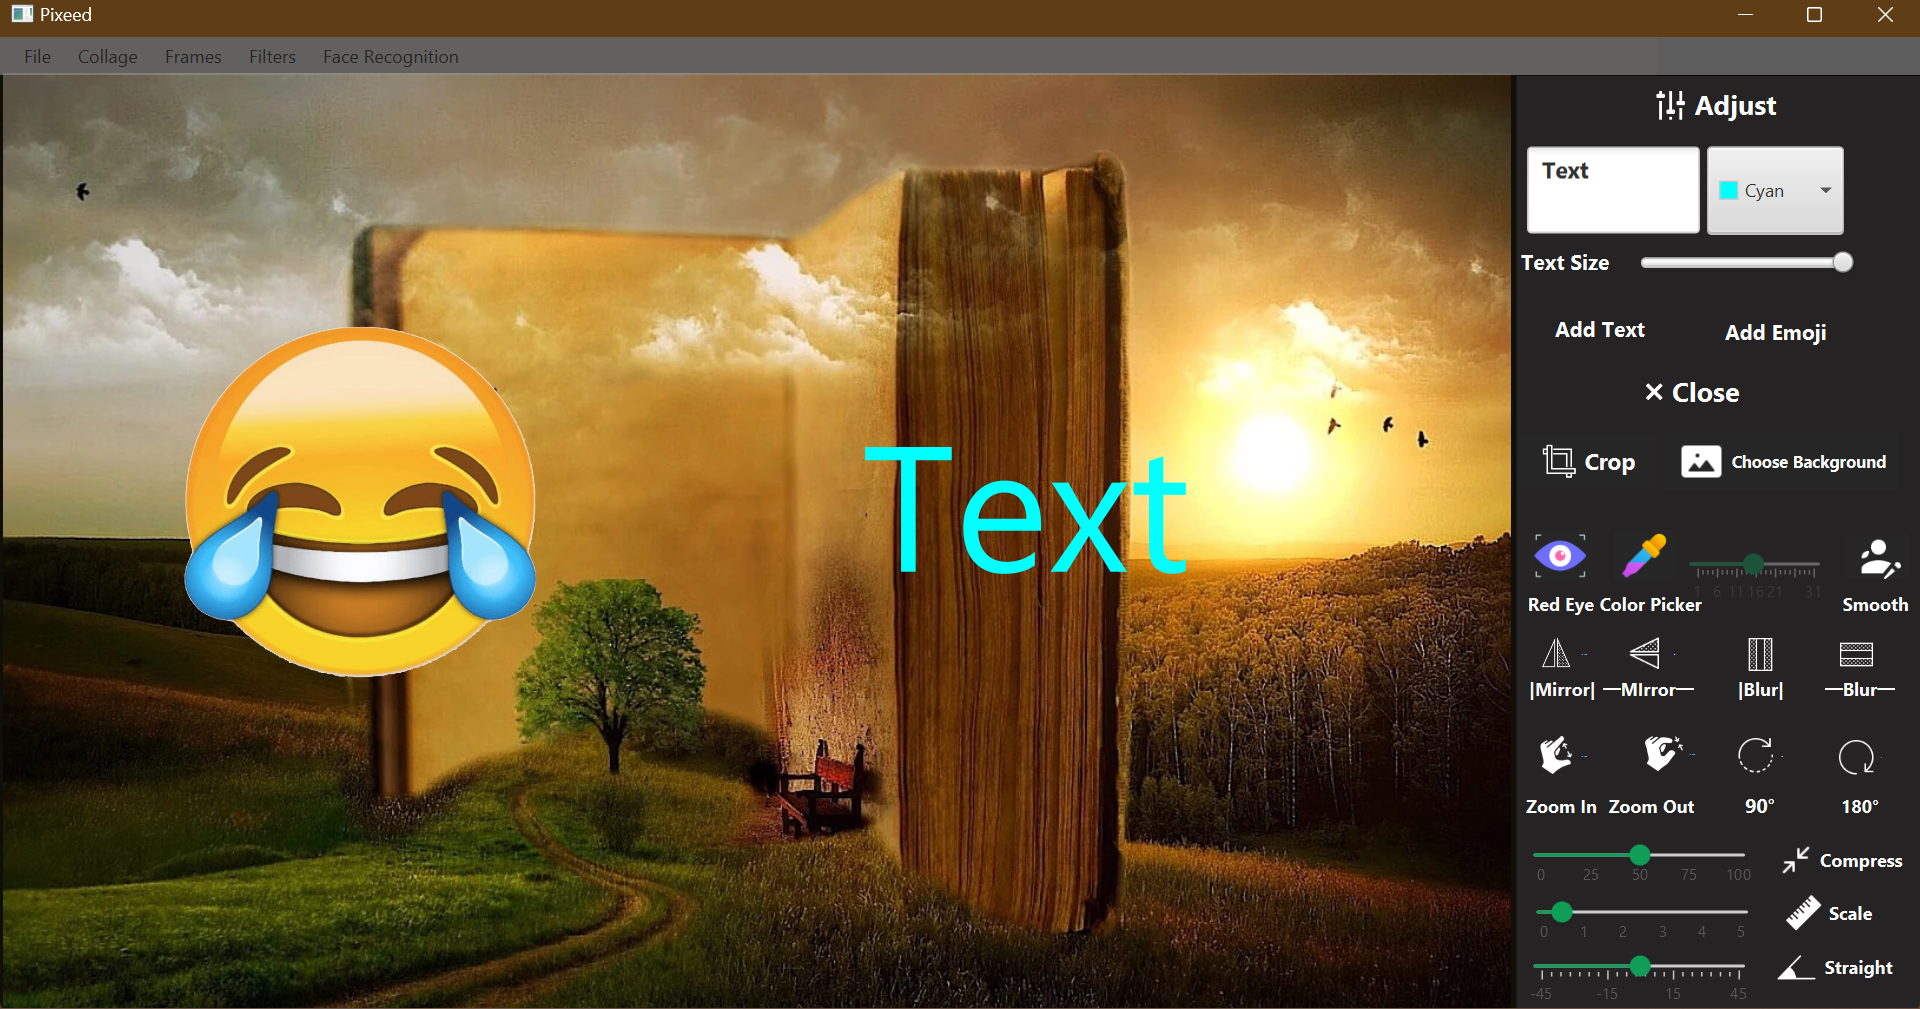 Pixeed
File Collage Frames Filters Face Recognition
Adjust
Text
Cyan
Text Size
Add Text Add Emoji
× Close
Crop Choose Background
Text
1 6 11 16 21 31
Red Eye Color Picker Smooth
|Mirror| —MIrror— |Blur| —Blur—
Zoom In Zoom Out 90° 180°
0 25 50 75 100 Compress
0 1 2 3 4 5 Scale
-45 -15 15 45 Straight